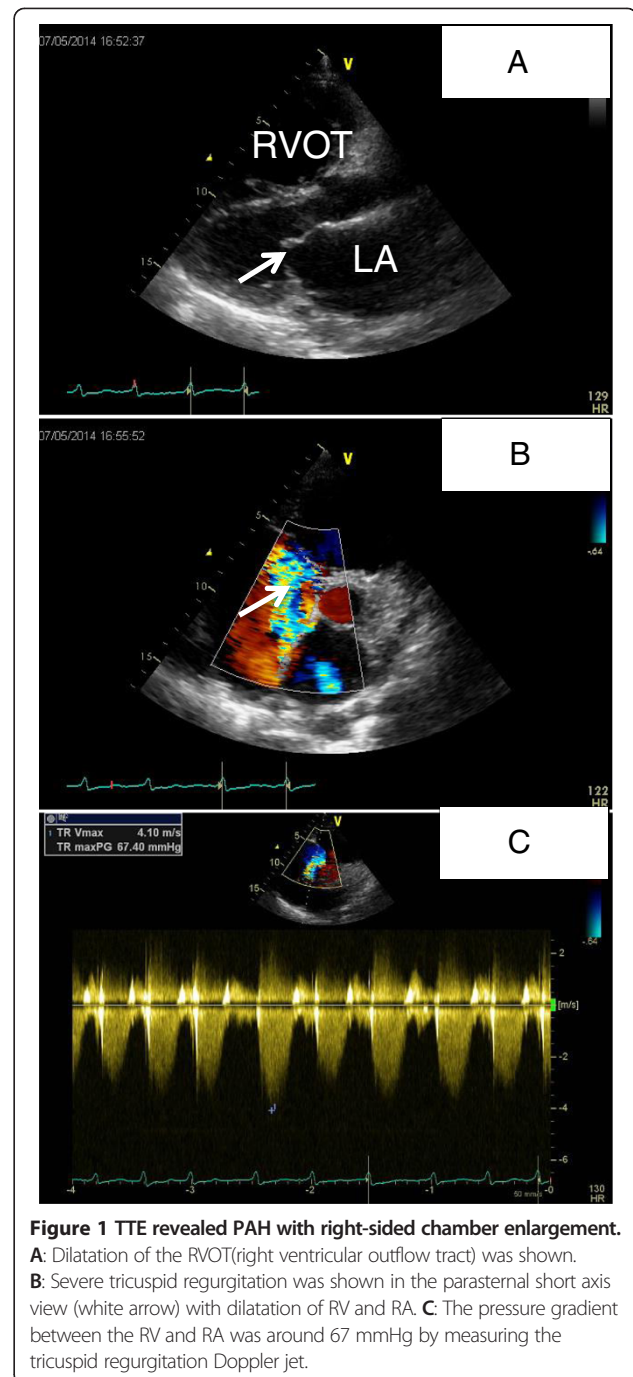 07/05/2014 16:52:37
V
A
5
RVOT
10
LA
15
129
HR
07/05/2014 16:55:52
V
B
5
-.64
10
15
122
HR
1 TR Vmax 4.10 m/s
TR maxPG 67.40 mmHg
V
C
5
10
15
-.64
2
[m/s]
-2
-4
-6
-4 -3 -2 -1 -0
50 mm/s
130
HR
Figure 1 TTE revealed PAH with right-sided chamber enlargement.
A: Dilatation of the RVOT(right ventricular outflow tract) was shown.
B: Severe tricuspid regurgitation was shown in the parasternal short axis
view (white arrow) with dilatation of RV and RA. C: The pressure gradient
between the RV and RA was around 67 mmHg by measuring the
tricuspid regurgitation Doppler jet.